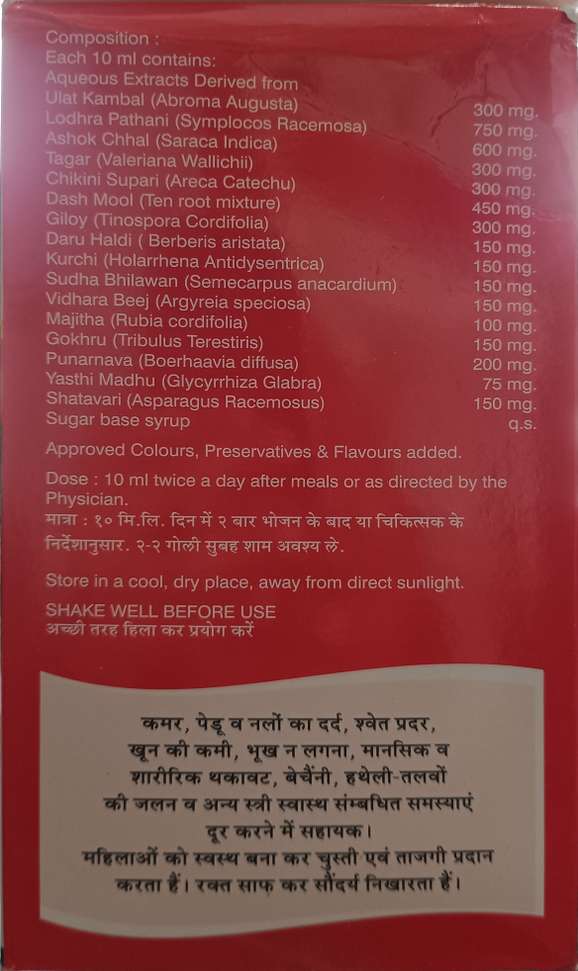 Composition :
Each 10 ml contains:
Aqueous Extracts Derived from
Ulat Kambal (Abroma Augusta) 300 mg.
Lodhra Pathani (Symplocos Racemosa) 750 mg.
Ashok Chhal (Saraca Indica) 600 mg.
Tagar (Valeriana Wallichii) 300 mg.
Chikini Supari (Areca Catechu) 300 mg.
Dash Mool (Ten root mixture) 450 mg.
Giloy (Tinospora Cordifolia) 300 mg.
Daru Haldi ( Berberis aristata) 150 mg.
Kurchi (Holarrhena Antidysentrica) 150 mg.
Sudha Bhilawan (Semecarpus anacardium) 150 mg.
Vidhara Beej (Argyreia speciosa) 150 mg.
Majitha (Rubia cordifolia) 100 mg.
Gokhru (Tribulus Terestiris) 150 mg.
Punarnava (Boerhaavia diffusa) 200 mg.
Yasthi Madhu (Glycyrrhiza Glabra) 75 mg.
Shatavari (Asparagus Racemosus) 150 mg.
Sugar base syrup q.s.
Approved Colours, Preservatives & Flavours added.
Dose : 10 ml twice a day after meals or as directed by the
Physician.
मात्रा : १० मि.लि. दिन में २ बार भोजन के बाद या चिकित्सक के
निर्देशानुसार. २-२ गोली सुबह शाम अवश्य ले.
Store in a cool, dry place, away from direct sunlight.
SHAKE WELL BEFORE USE
अच्छी तरह हिला कर प्रयोग करें
कमर, पेडू व नलों का दर्द, श्वेत प्रदर,
खून की कमी, भूख न लगना, मानसिक व
शारीरिक थकावट, बेचैंनी, हथेली-तलवों
की जलन व अन्य स्त्री स्वास्थ संम्बधित समस्याएं
दूर करने में सहायक।
महिलाओं को स्वस्थ बना कर चुस्ती एवं ताजगी प्रदान
करता हैं। रक्त साफ कर सौंदर्य निखारता हैं।